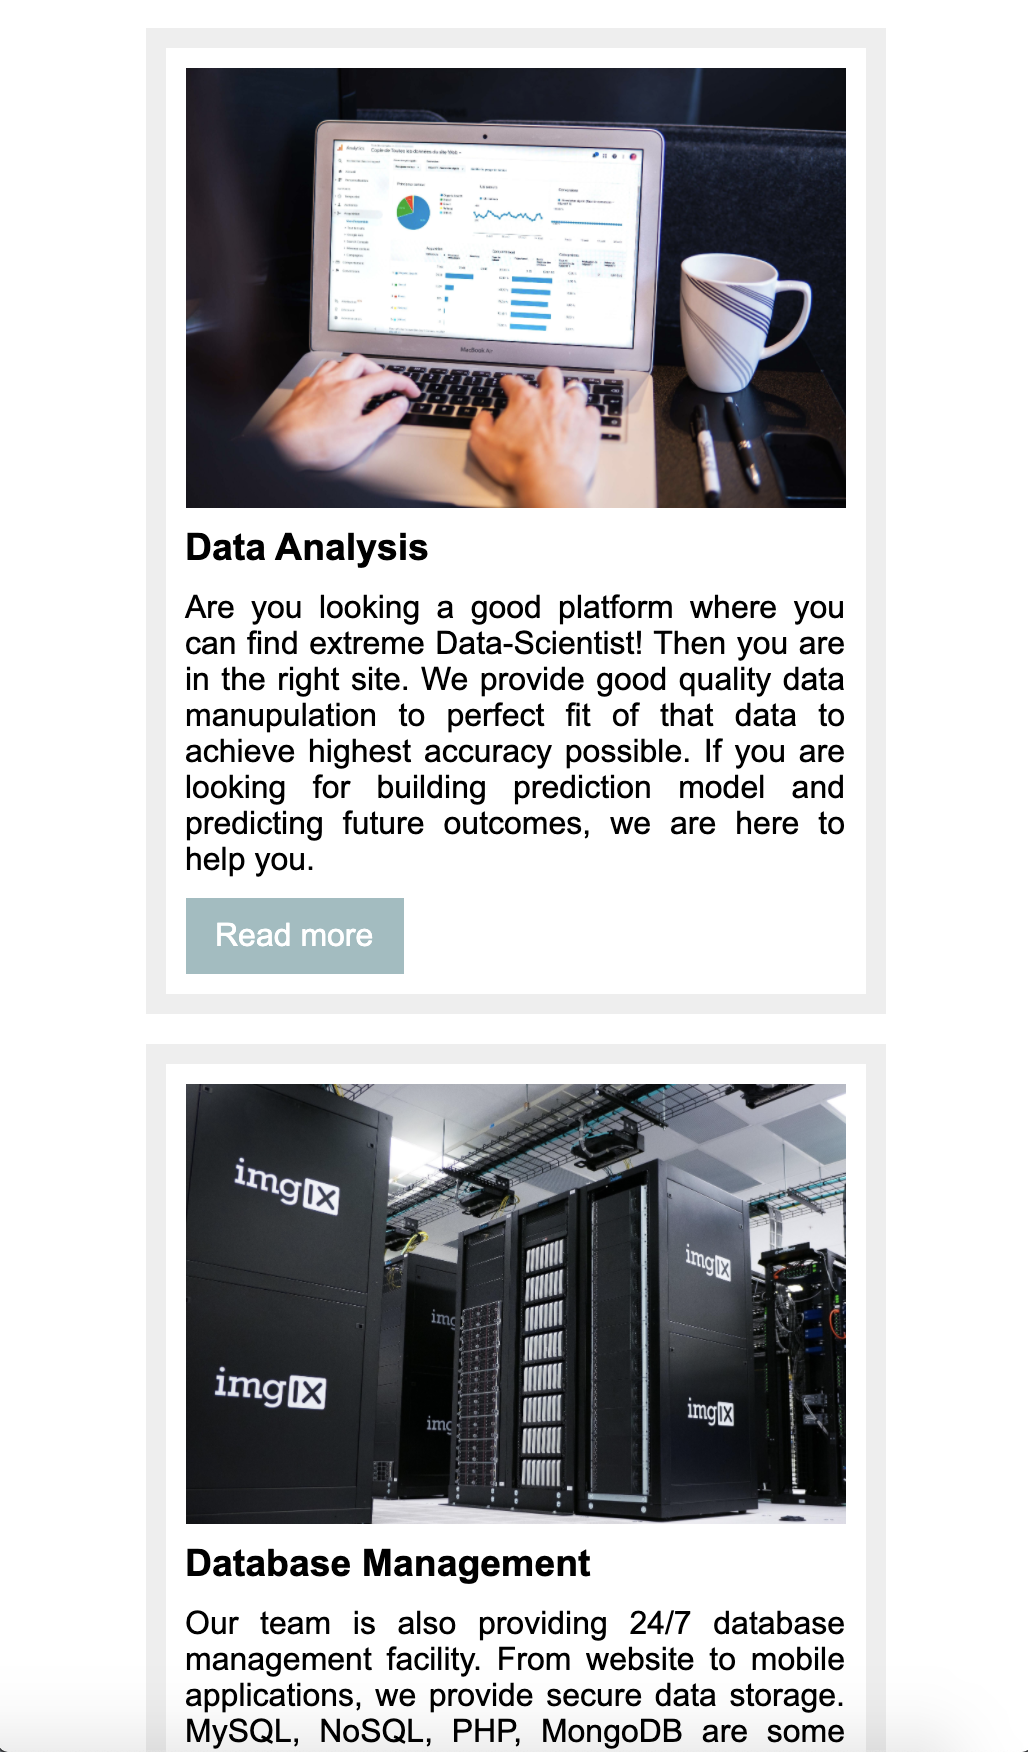 MacBook Air
Data Analysis
Are you looking a good platform where you
can find extreme Data-Scientist! Then you are
in the right site. We provide good quality data
manupulation to perfect fit of that data to
achieve highest accuracy possible. If you are
looking for building prediction model and
predicting future outcomes, we are here to
help you.
Read more
imgIX
imgIX
imgIX
imgIX
img
img
Database Management
Our team is also providing 24/7 database
management facility. From website to mobile
applications, we provide secure data storage.
MySQL, NoSQL, PHP, MongoDB are some